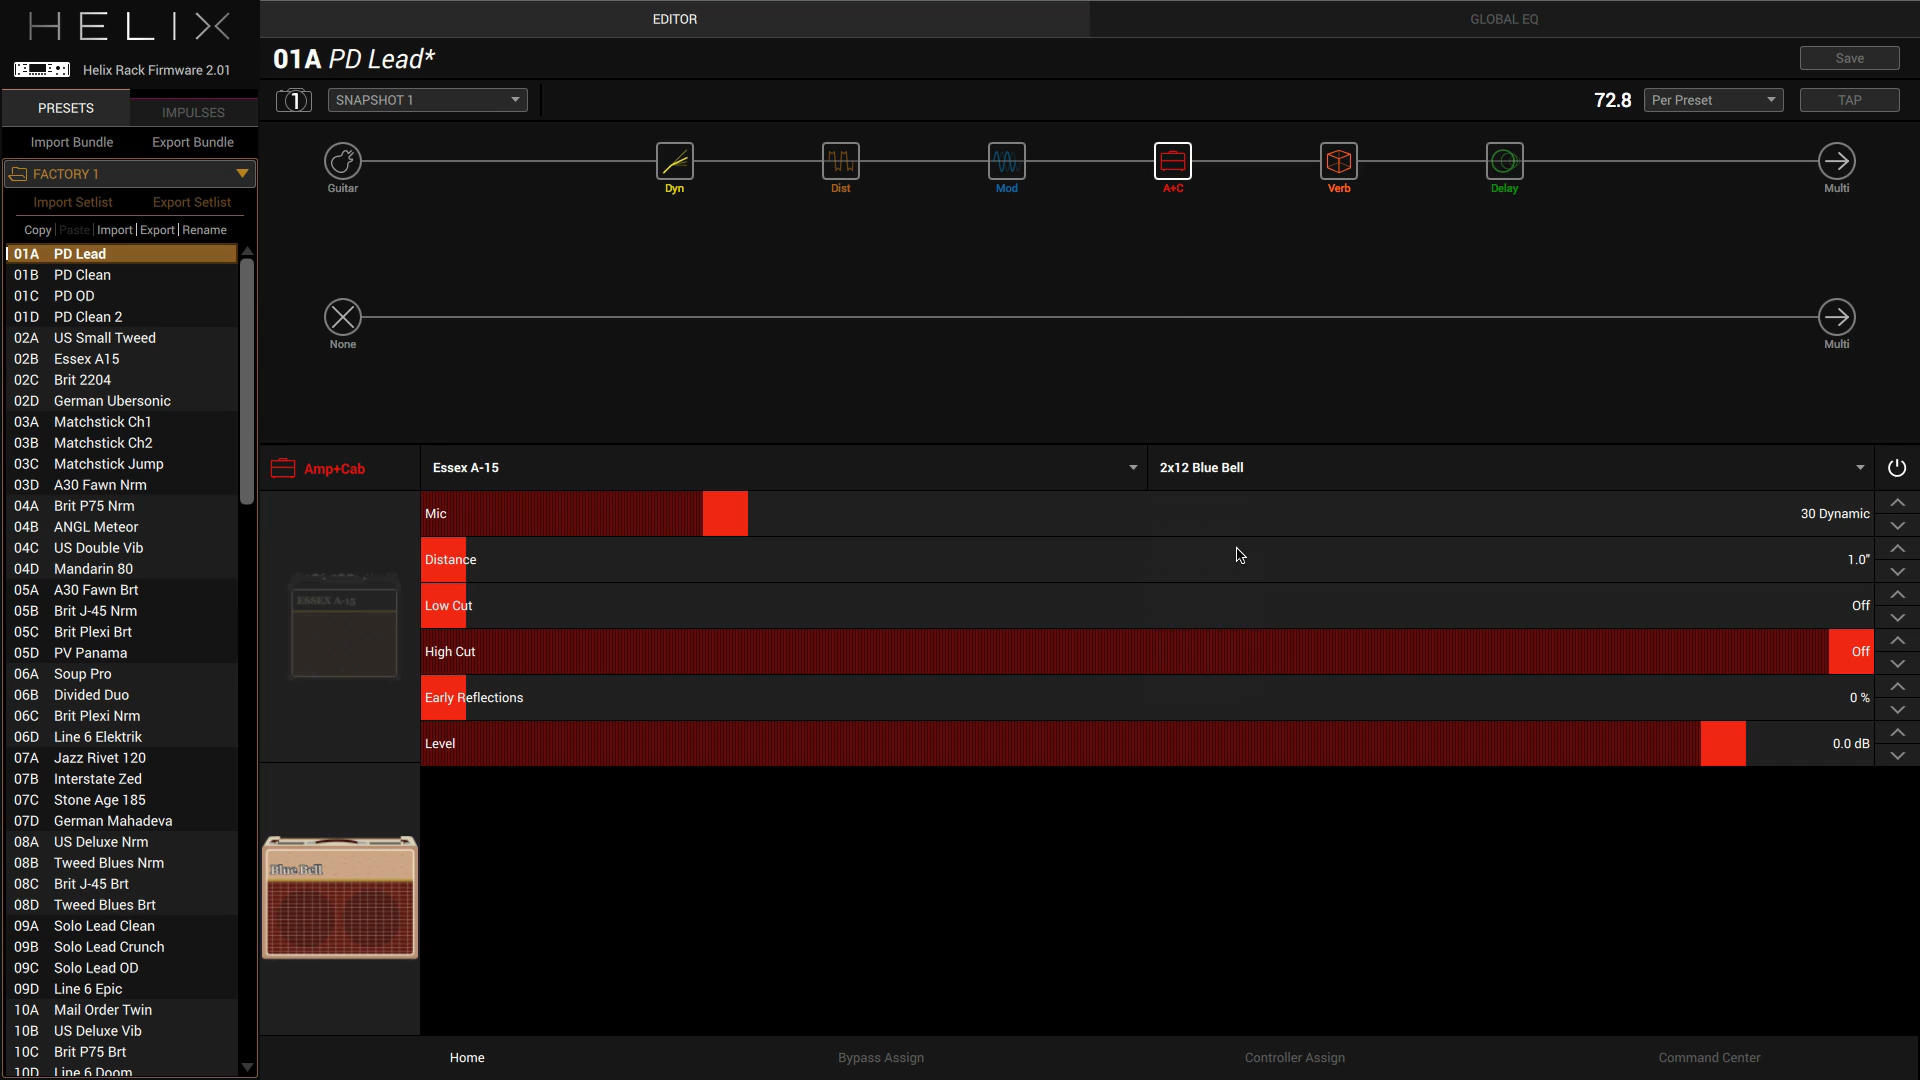 HELIX
Helix Rack Firmware 2.01
PRESETS
IMPULSES
Import Bundle
Export Bundle
FACTORY 1
Import Setlist
Export Setlist
Copy Paste Import Export Rename
01A PD Lead
01B PD Clean
01C PD OD
01D PD Clean 2
02A US Small Tweed
02B Essex A15
02C Brit 2204
02D German Ubersonic
03A Matchstick Ch1
03B Matchstick Ch2
03C Matchstick Jump
03D A30 Fawn Nrm
04A Brit P75 Nrm
04B ANGL Meteor
04C US Double Vib
04D Mandarin 80
05A A30 Fawn Brt
05B Brit J-45 Nrm
05C Brit Plexi Brt
05D PV Panama
06A Soup Pro
06B Divided Duo
06C Brit Plexi Nrm
06D Line 6 Elektrik
07A Jazz Rivet 120
07B Interstate Zed
07C Stone Age 185
07D German Mahadeva
08A US Deluxe Nrm
08B Tweed Blues Nrm
08C Brit J-45 Brt
08D Tweed Blues Brt
09A Solo Lead Clean
09B Solo Lead Crunch
09C Solo Lead OD
09D Line 6 Epic
10A Mail Order Twin
10B US Deluxe Vib
10C Brit P75 Brt
10D Line 6 Doom
EDITOR
GLOBAL EQ
01A PD Lead*
Save
1
SNAPSHOT 1
72.8
Per Preset
TAP
Guitar
Dyn
Dist
Mod
A+C
Verb
Delay
Multi
None
Multi
Amp+Cab
Essex A-15
2x12 Blue Bell
ESSEX A-15
Blue Bell
Mic 30 Dynamic
Distance 1.0"
Low Cut Off
High Cut Off
Early Reflections 0 %
Level 0.0 dB
Home
Bypass Assign
Controller Assign
Command Center